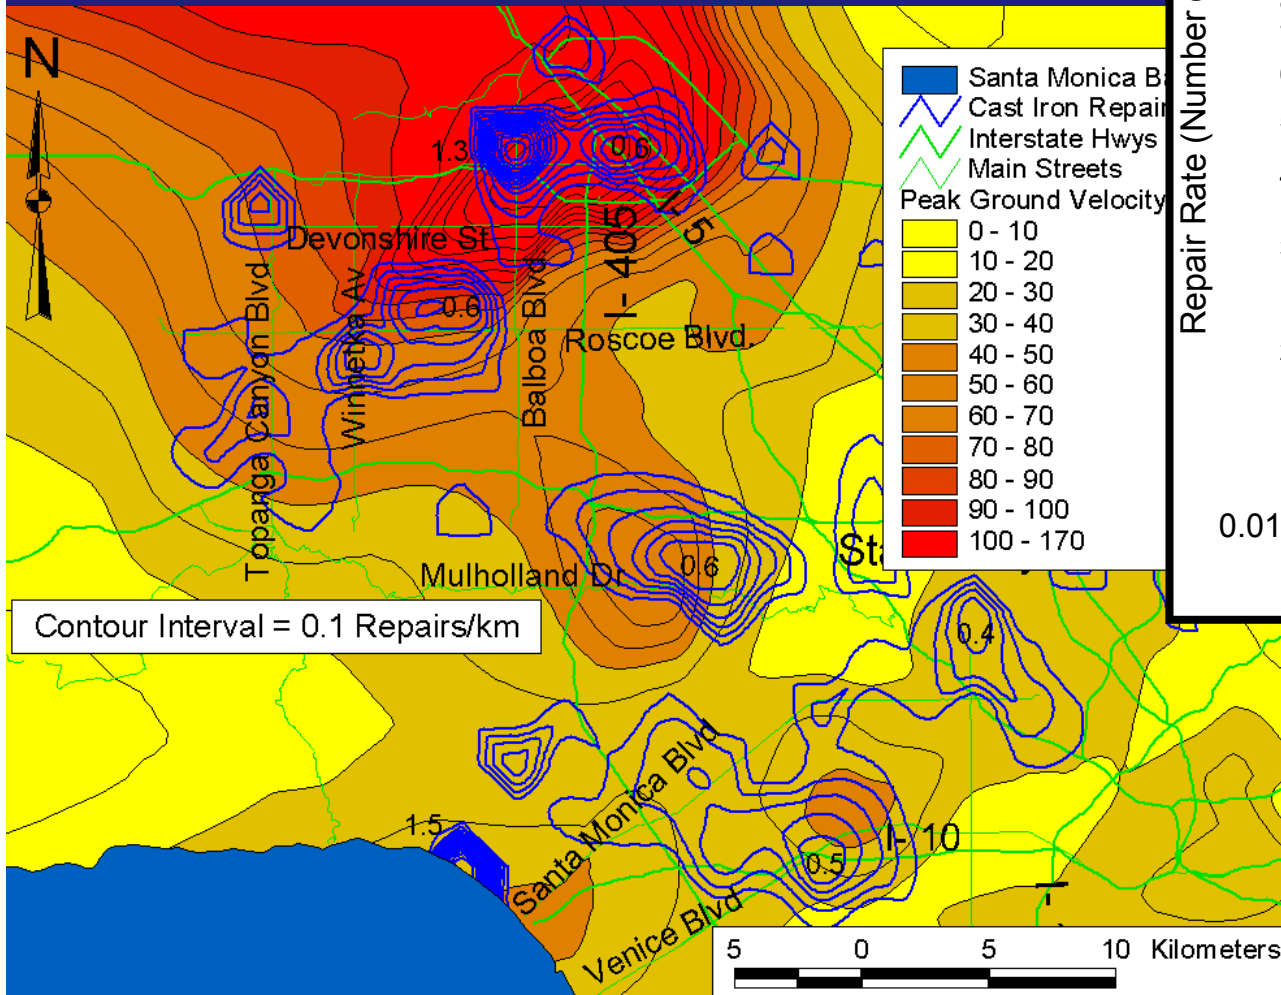 N
Santa Monica
Cast Iron
Interstate Hwys
Main Streets
Peak Ground Velocity
0 - 10
10 - 20
20 - 30
30 - 40
40 - 50
50 - 60
60 - 70
70 - 80
80 - 90
90 - 100
100 - 170
Repair Rate (Number
0.01
1.3
0.6
I-5
I-405
Devonshire St
Topanga Canyon Blvd
Winnetka Av
0.6
Balboa Blvd.
Roscoe Blvd.
Mulholland Dr
0.6
Contour Interval = 0.1 Repairs/km
0.4
Santa Monica Blvd
1.5
I- 10
0.5
Venice Blvd
5 0 5 10 Kilometers